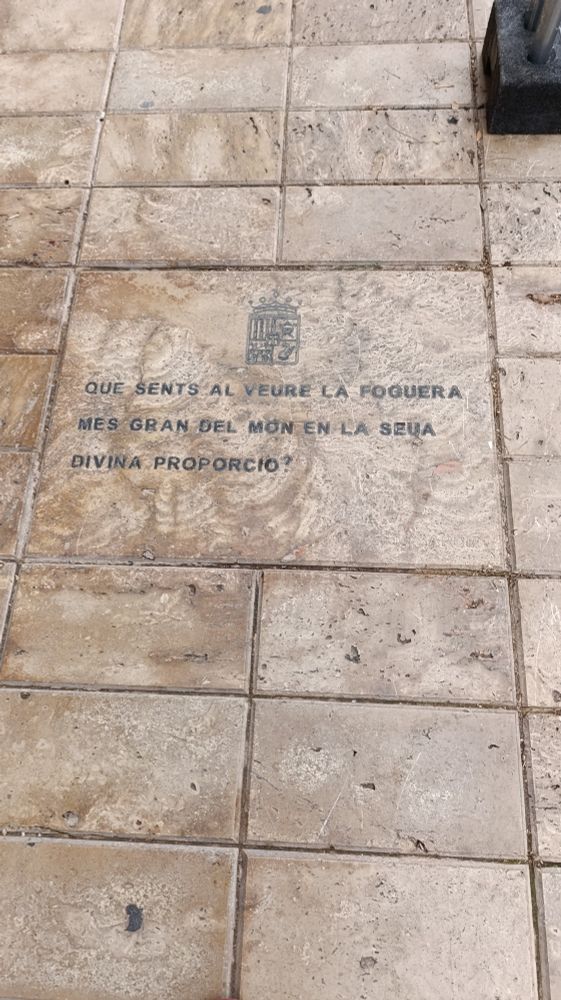 QUE SENTS AL VEURE LA FOGUERA
MES GRAN DEL MON EN LA SEUA
DIVINA PROPORCIO?